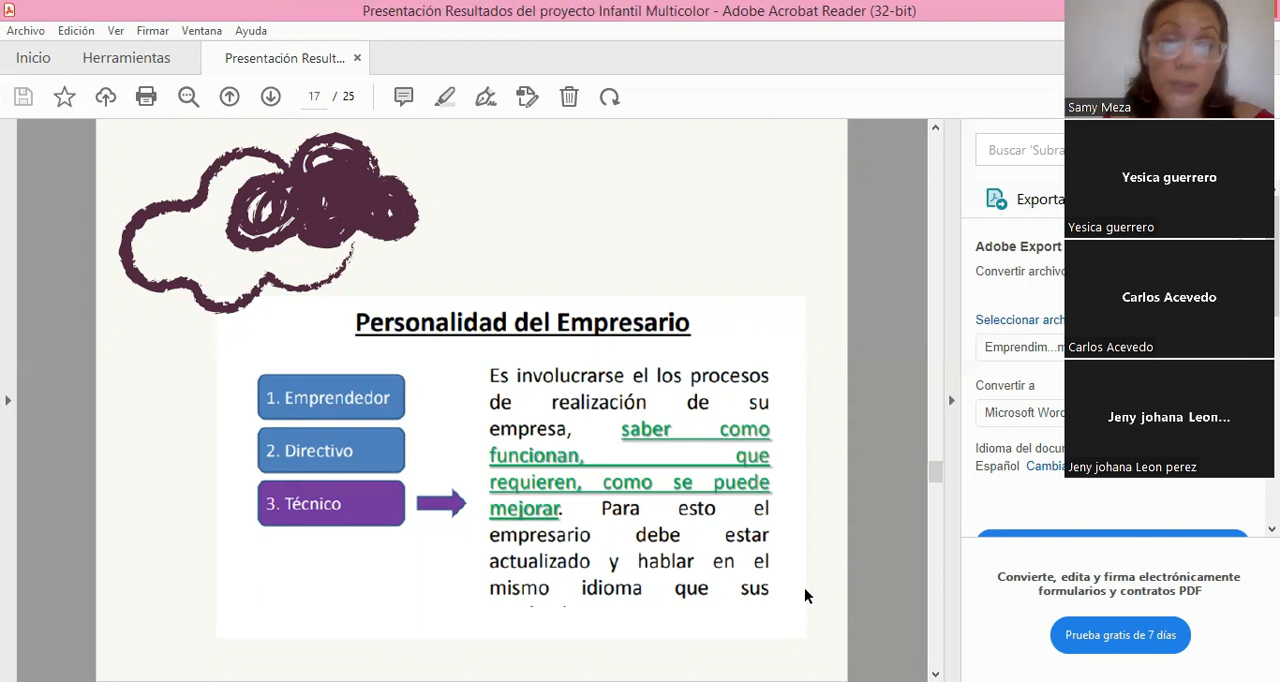 Presentación Resultados del proyecto Infantil Multicolor - Adobe Acrobat Reader (32-bit)
Archivo Edición Ver Firmar Ventana Ayuda
Inicio Herramientas Presentación Result... ×
17 / 25
Personalidad del Empresario
1. Emprendedor
2. Directivo
3. Técnico
Es involucrarse el los procesos
de realización de su
empresa, saber como
funcionan, que
requieren, como se puede
mejorar. Para esto el
empresario debe estar
actualizado y hablar en el
mismo idioma que sus
Buscar 'Subra
Exporta
Adobe Export
Convertir archivo
Seleccionar arch
Emprendim...m
Convertir a
Microsoft Word
Idioma del docum
Español Cambia
Convierte, edita y firma electrónicamente
formularios y contratos PDF
Prueba gratis de 7 días
Samy Meza
Yesica guerrero
Yesica guerrero
Carlos Acevedo
Carlos Acevedo
Jeny johana Leon...
Jeny johana Leon perez